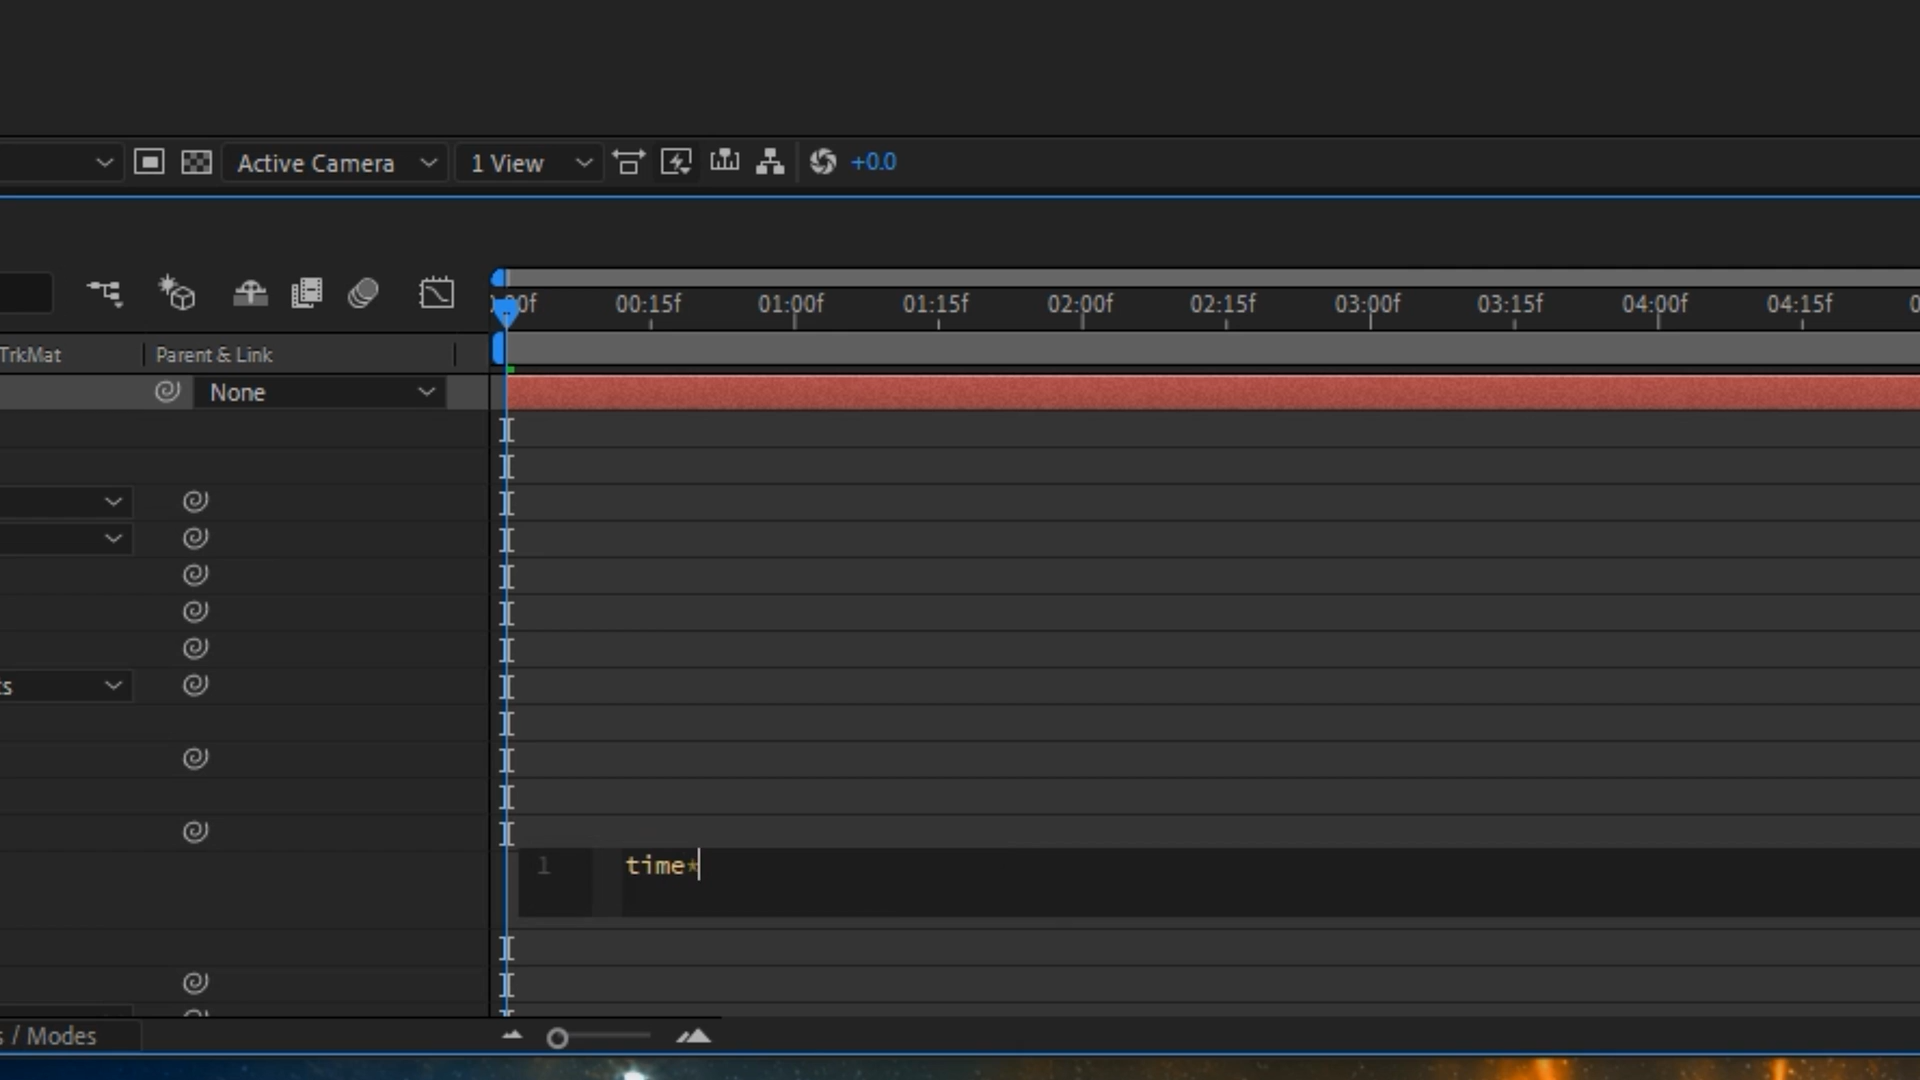 Active Camera 1 View +0.0
00:15f 01:00f 01:15f 02:00f 02:15f 03:00f 03:15f 04:00f 04:15f
TrkMat Parent & Link
None
1 time*
/ Modes